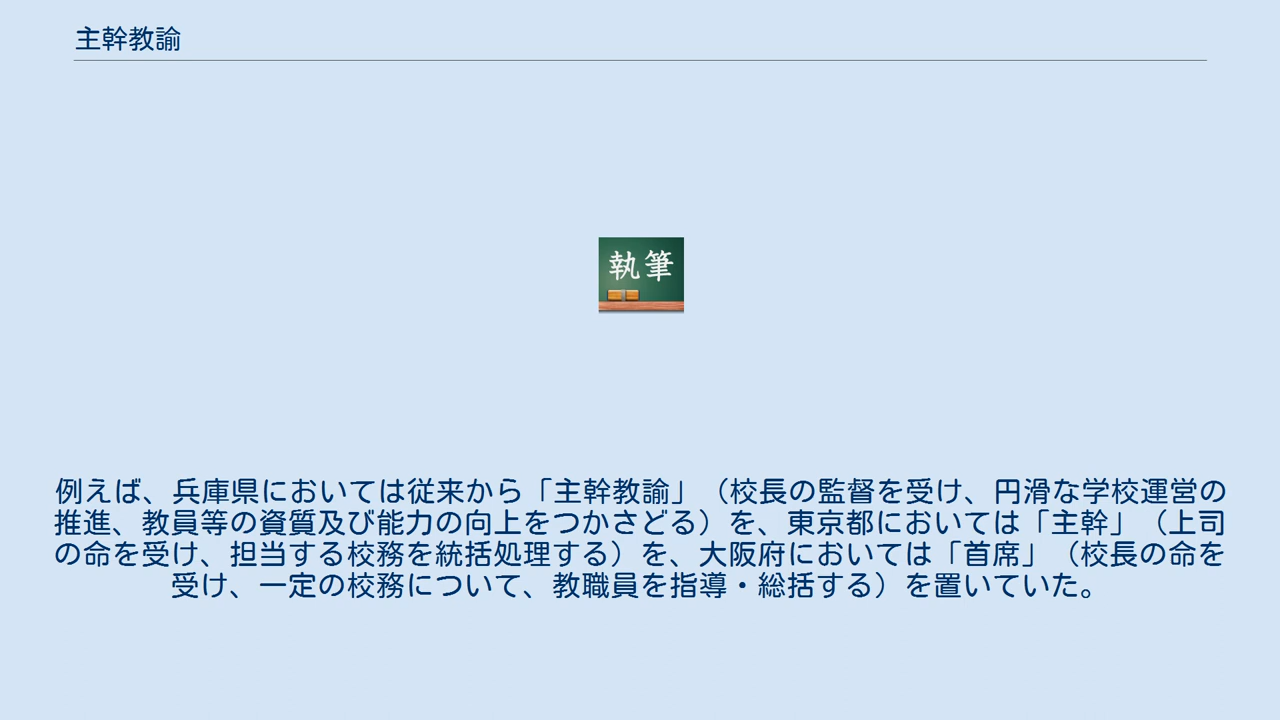 主幹教諭
執筆
例えば、兵庫県においては従来から「主幹教諭」（校長の監督を受け、円滑な学校運営の
推進、教員等の資質及び能力の向上をつかさどる）を、東京都においては「主幹」（上司
の命を受け、担当する校務を統括処理する）を、大阪府においては「首席」（校長の命を
受け、一定の校務について、教職員を指導・総括する）を置いていた。